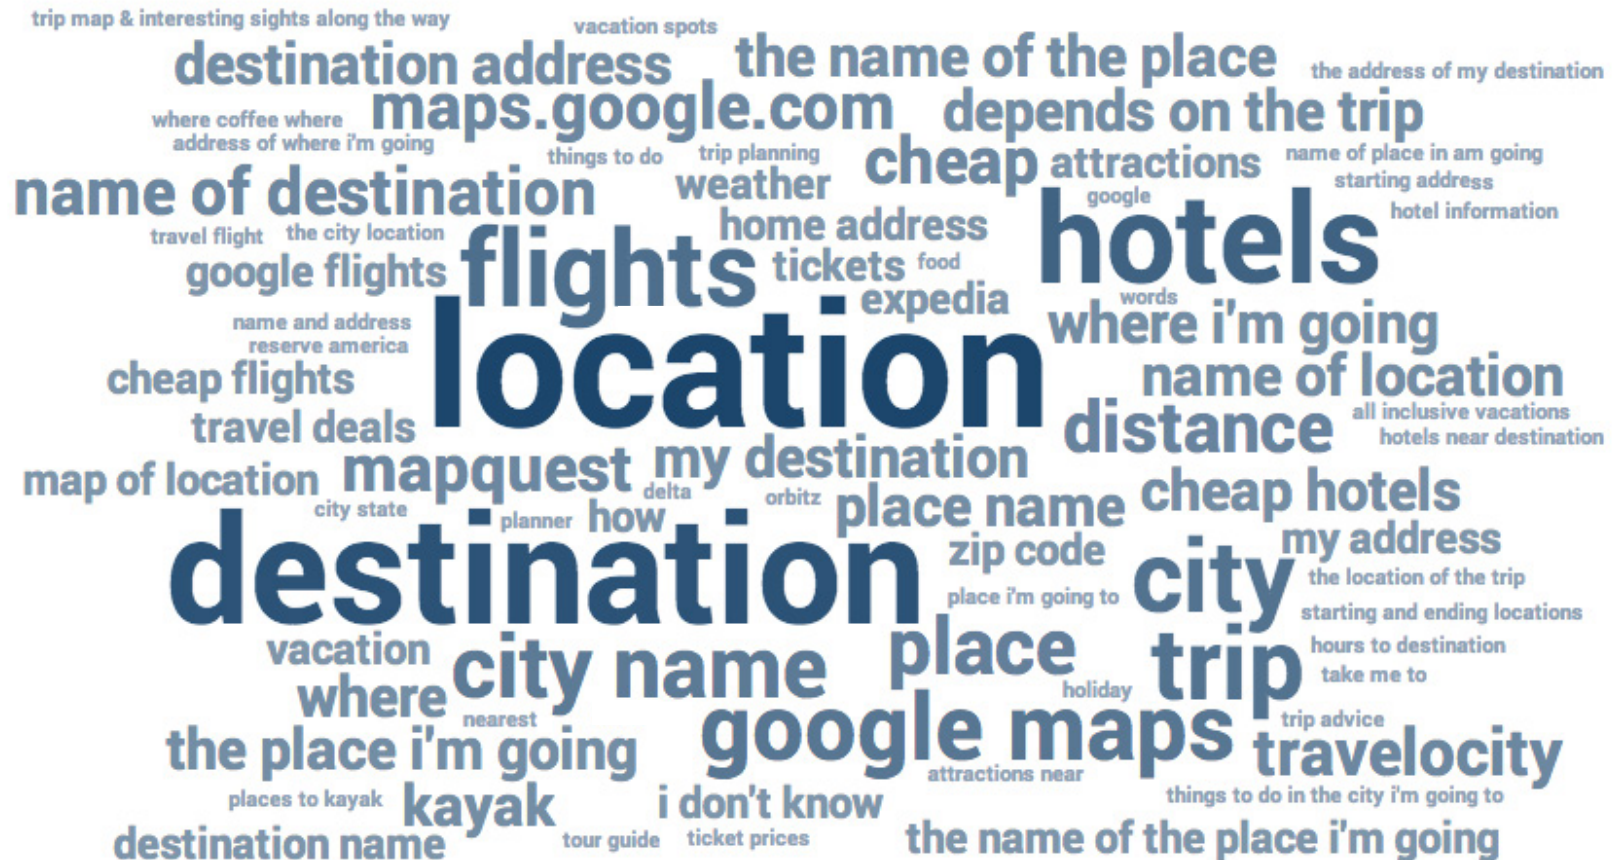 trip map & interesting sights along the way
vacation spots
destination address
the name of the place
the address of my destination
where coffee where
maps.google.com
depends on the trip
address of where i'm going
things to do
trip planning
cheap
attractions
name of place in am going
name of destination
weather
google
starting address
hotels
hotel information
travel flight
the city location
home address
google flights
flights
tickets
food
expedia
words
where i'm going
name and address
reserve america
location
cheap flights
name of location
travel deals
distance
all inclusive vacations
hotels near destination
map of location
mapquest
my destination
cheap hotels
city state
delta
orbitz
place name
planner
how
my address
destination
zip code
city
the location of the trip
place i'm going to
starting and ending locations
vacation
city name
place
trip
hours to destination
take me to
where
holiday
nearest
google maps
trip advice
the place i'm going
travelocity
attractions near
places to kayak
kayak
i don't know
things to do in the city i'm going to
destination name
tour guide
ticket prices
the name of the place i'm going